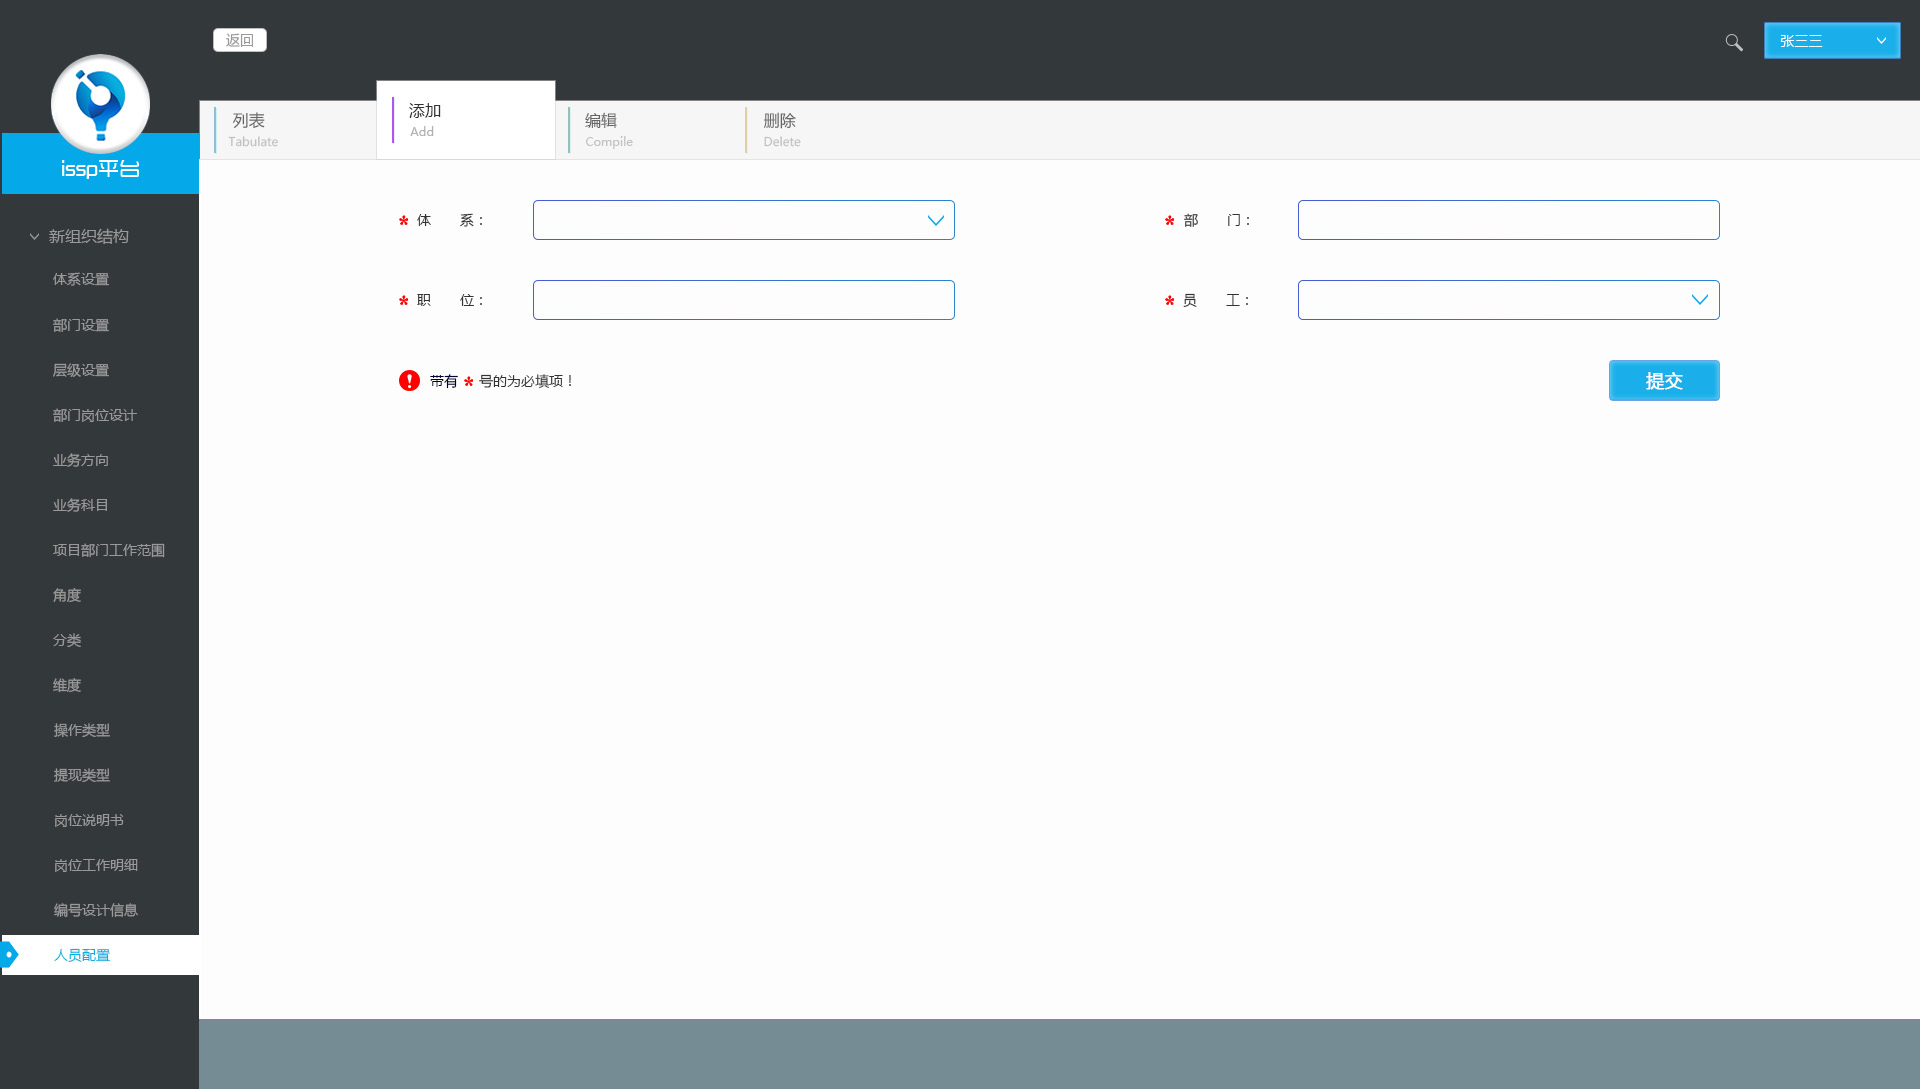 返回
张三三
issp平台
列表
Tabulate
添加
Add
编辑
Compile
删除
Delete
新组织结构
体系设置
部门设置
层级设置
部门岗位设计
业务方向
业务科目
项目部门工作范围
角度
分类
维度
操作类型
提现类型
岗位说明书
岗位工作明细
编号设计信息
人员配置
* 体 系：
* 部 门：
* 职 位：
* 员 工：
带有 * 号的为必填项！
提交